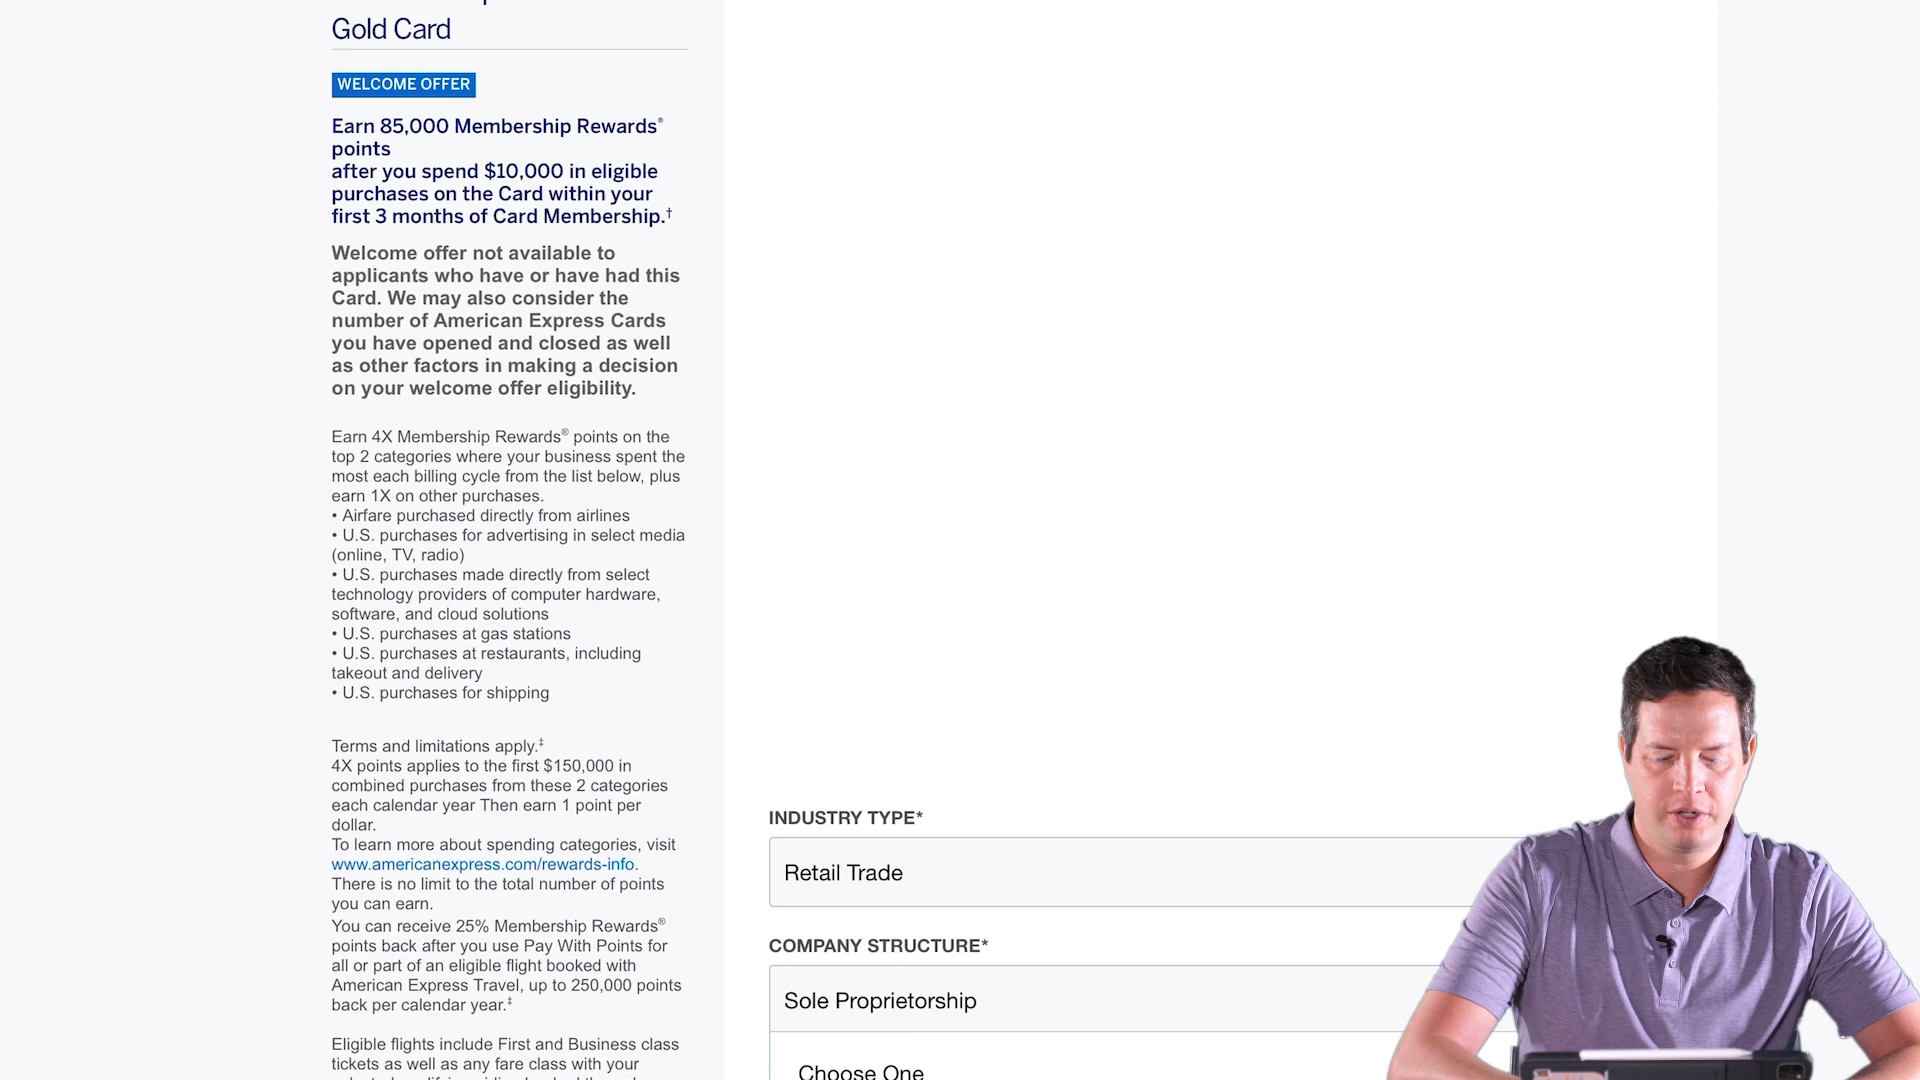 Gold Card
WELCOME OFFER
Earn 85,000 Membership Rewards®
points
after you spend $10,000 in eligible
purchases on the Card within your
first 3 months of Card Membership.†
Welcome offer not available to
applicants who have or have had this
Card. We may also consider the
number of American Express Cards
you have opened and closed as well
as other factors in making a decision
on your welcome offer eligibility.
Earn 4X Membership Rewards® points on the
top 2 categories where your business spent the
most each billing cycle from the list below, plus
earn 1X on other purchases.
• Airfare purchased directly from airlines
• U.S. purchases for advertising in select media
(online, TV, radio)
• U.S. purchases made directly from select
technology providers of computer hardware,
software, and cloud solutions
• U.S. purchases at gas stations
• U.S. purchases at restaurants, including
takeout and delivery
• U.S. purchases for shipping
Terms and limitations apply.‡
4X points applies to the first $150,000 in
combined purchases from these 2 categories
each calendar year Then earn 1 point per
dollar.
To learn more about spending categories, visit
www.americanexpress.com/rewards-info.
There is no limit to the total number of points
you can earn.
You can receive 25% Membership Rewards®
points back after you use Pay With Points for
all or part of an eligible flight booked with
American Express Travel, up to 250,000 points
back per calendar year.‡
Eligible flights include First and Business class
tickets as well as any fare class with your
INDUSTRY TYPE*
Retail Trade
COMPANY STRUCTURE*
Sole Proprietorship
Choose One